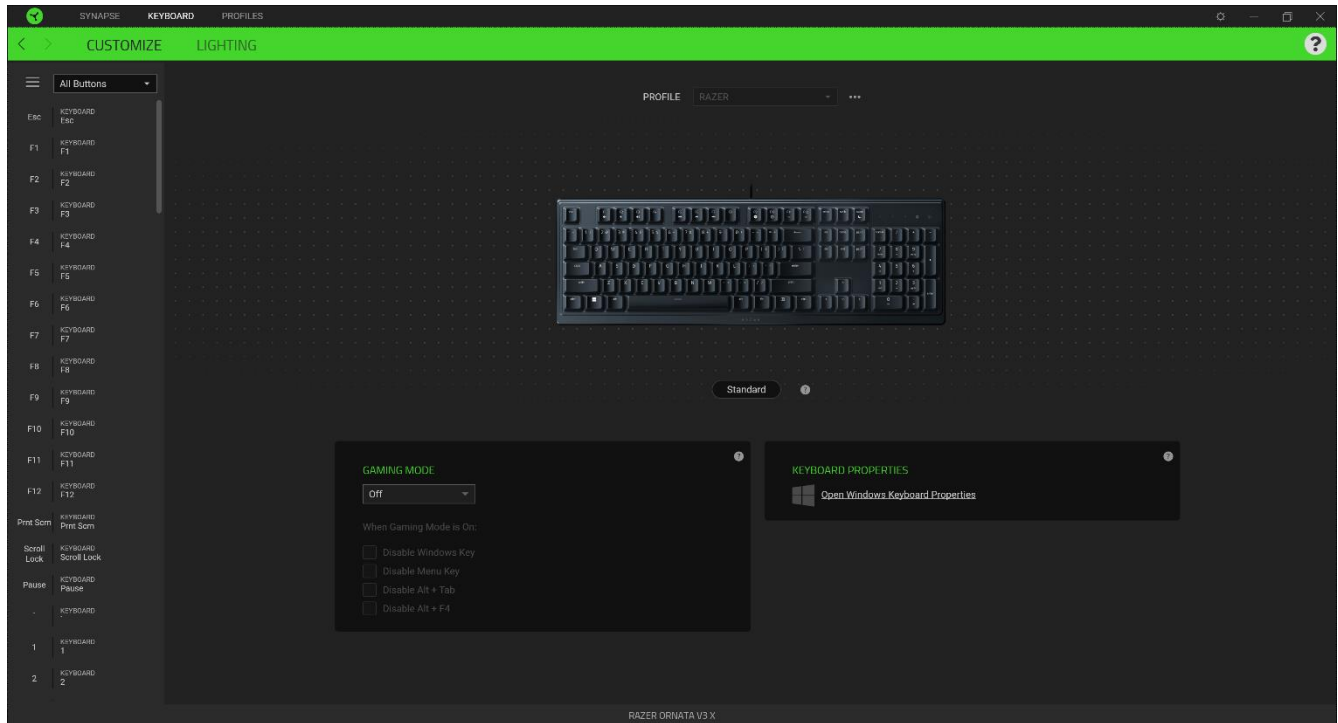 SYNAPSE KEYBOARD PROFILES
CUSTOMIZE LIGHTING
All Buttons
PROFILE RAZER
Esc KEYBOARD Esc
F1 KEYBOARD F1
F2 KEYBOARD F2
F3 KEYBOARD F3
F4 KEYBOARD F4
F5 KEYBOARD F5
F6 KEYBOARD F6
F7 KEYBOARD F7
F8 KEYBOARD F8
F9 KEYBOARD F9
F10 KEYBOARD F10
F11 KEYBOARD F11
F12 KEYBOARD F12
Prnt Scrn KEYBOARD Prnt Scrn
Scroll Lock KEYBOARD Scroll Lock
Pause KEYBOARD Pause
` KEYBOARD `
1 KEYBOARD 1
2 KEYBOARD 2
Standard
GAMING MODE
Off
When Gaming Mode is On:
Disable Windows Key
Disable Menu Key
Disable Alt + Tab
Disable Alt + F4
KEYBOARD PROPERTIES
Open Windows Keyboard Properties
RAZER ORNATA V3 X